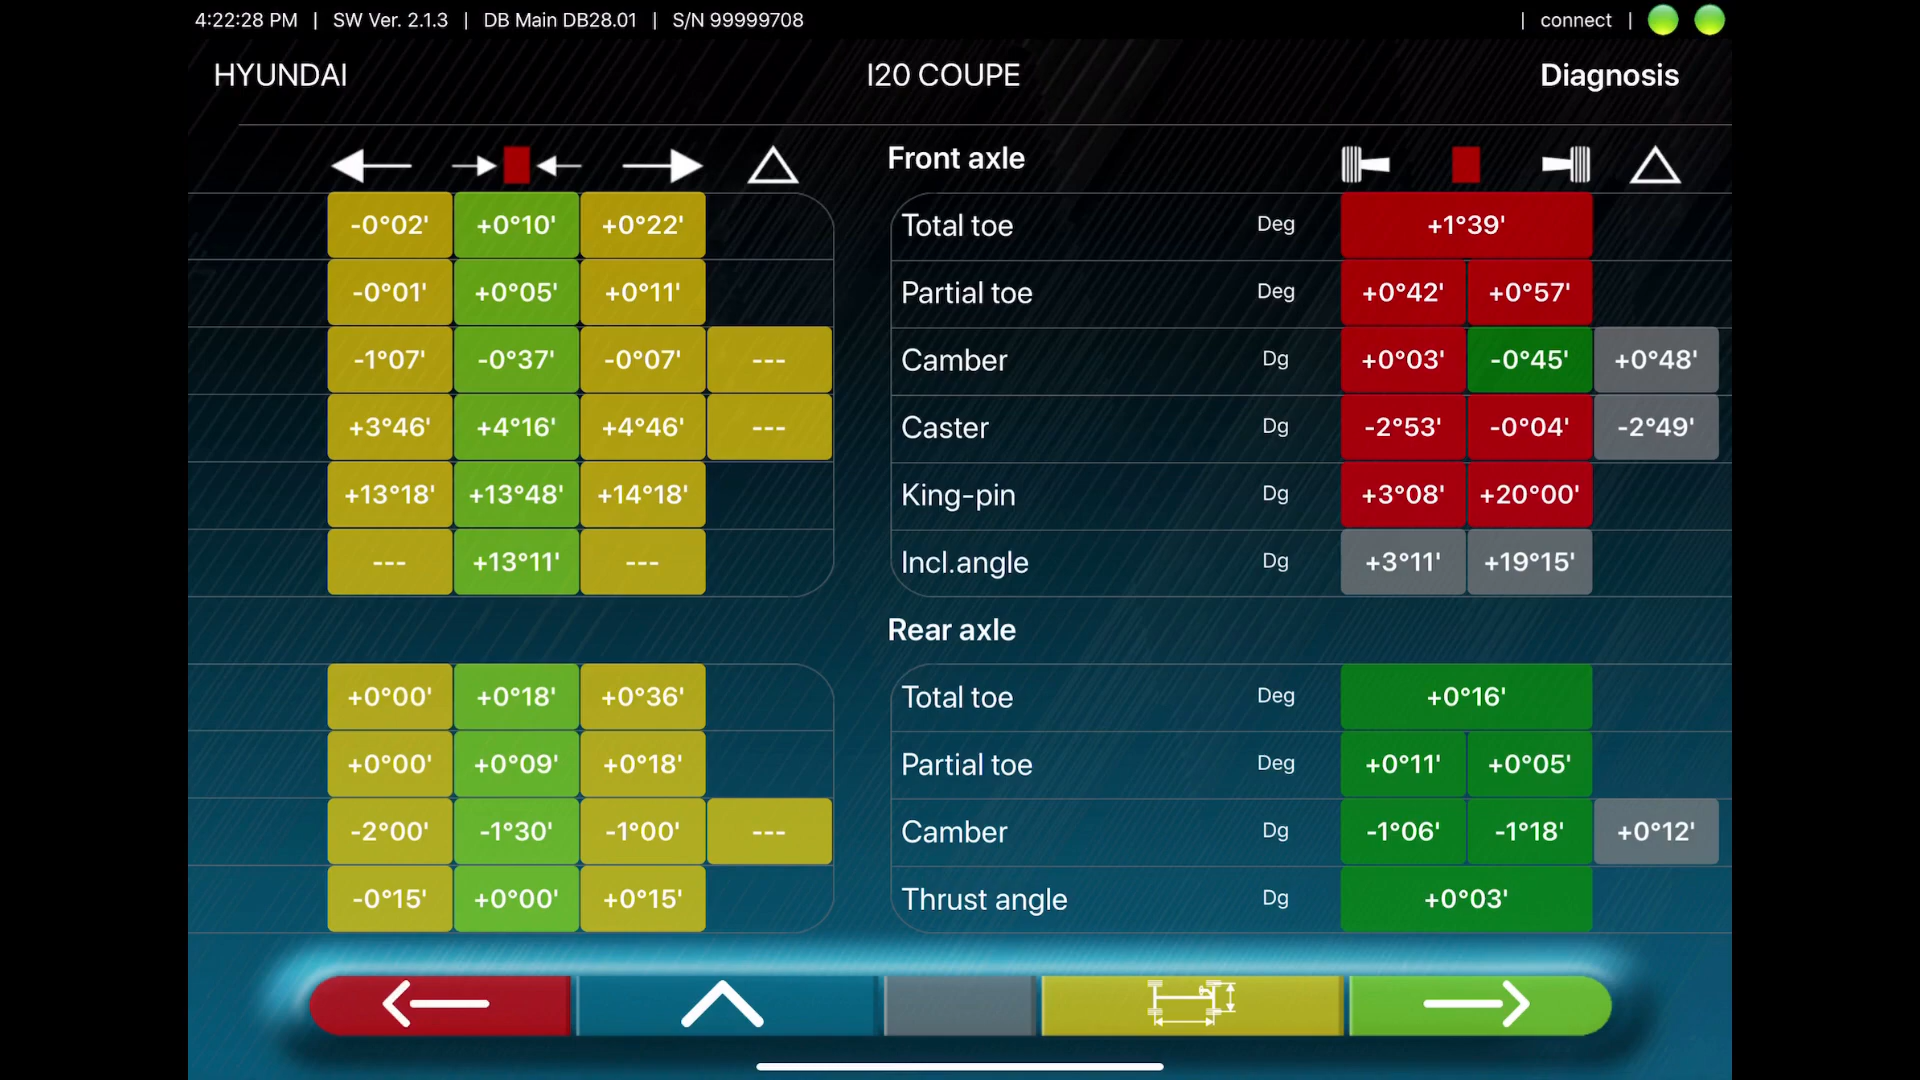 4:22:28 PM | SW Ver. 2.1.3 | DB Main DB28.01 | S/N 99999708 | connect |
HYUNDAI I20 COUPE Diagnosis
Front axle
-0°02' +0°10' +0°22' Total toe Deg +1°39'
-0°01' +0°05' +0°11' Partial toe Deg +0°42' +0°57'
-1°07' -0°37' -0°07' --- Camber Dg +0°03' -0°45' +0°48'
+3°46' +4°16' +4°46' --- Caster Dg -2°53' -0°04' -2°49'
+13°18' +13°48' +14°18' King-pin Dg +3°08' +20°00'
--- +13°11' --- Incl.angle Dg +3°11' +19°15'
Rear axle
+0°00' +0°18' +0°36' Total toe Deg +0°16'
+0°00' +0°09' +0°18' Partial toe Deg +0°11' +0°05'
-2°00' -1°30' -1°00' --- Camber Dg -1°06' -1°18' +0°12'
-0°15' +0°00' +0°15' Thrust angle Dg +0°03'